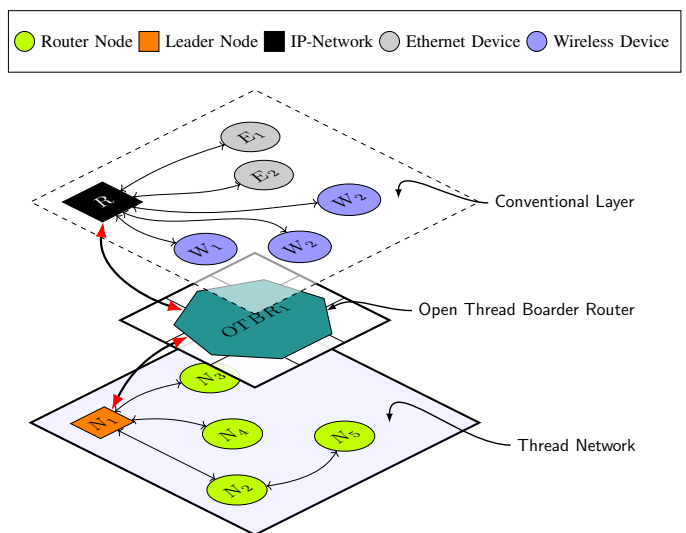 Router Node Leader Node IP-Network Ethernet Device Wireless Device
E1
E2
R
W2
Conventional Layer
W1
W2
OTBR1
Open Thread Boarder Router
N3
N1
N4
N5
Thread Network
N2